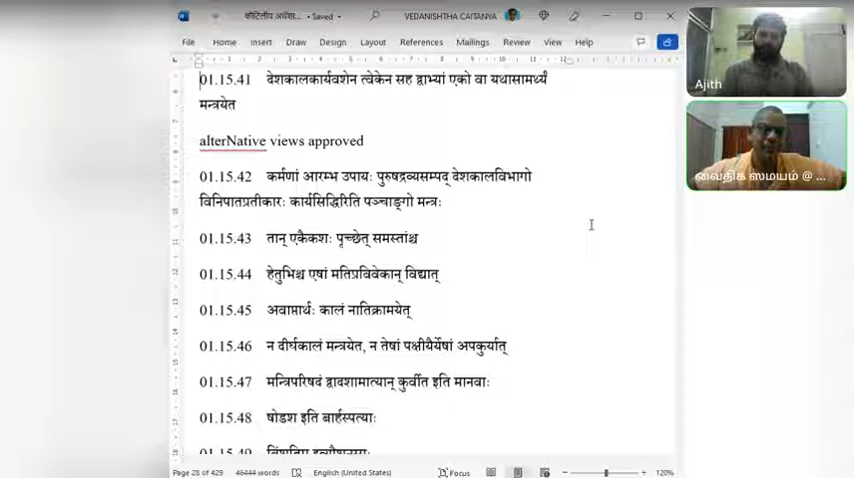 कौटिलीय अर्थशा... • Saved
VEDANISHTHA CAITANYA
File Home Insert Draw Design Layout References Mailings Review View Help
01.15.41 देशकालकार्यवशेन त्वेकेन सह द्वाभ्यां एको वा यथासामर्थ्यं
मन्त्रयेत
alterNative views approved
01.15.42 कर्मणां आरम्भ उपायः पुरुषद्रव्यसम्पद् देशकालविभागो
विनिपातप्रतीकारः कार्यसिद्धिरिति पञ्चाङ्गो मन्त्रः
01.15.43 तान् एकैकशः पृच्छेत् समस्तांश्च
01.15.44 हेतुभिश्च एषां मतिप्रविवेकान् विद्यात्
01.15.45 अवाप्तार्थः कालं नातिक्रामयेत्
01.15.46 न दीर्घकालं मन्त्रयेत, न तेषां पक्षीयैर्येषां अपकुर्यात्
01.15.47 मन्त्रिपरिषदं द्वादशामात्यान् कुर्वीत इति मानवाः
01.15.48 षोडश इति बार्हस्पत्याः
01.15.49
Page 28 of 429 46444 words English (United States) Focus 120%
Ajith
வைதிக ஸமயம் @ ...